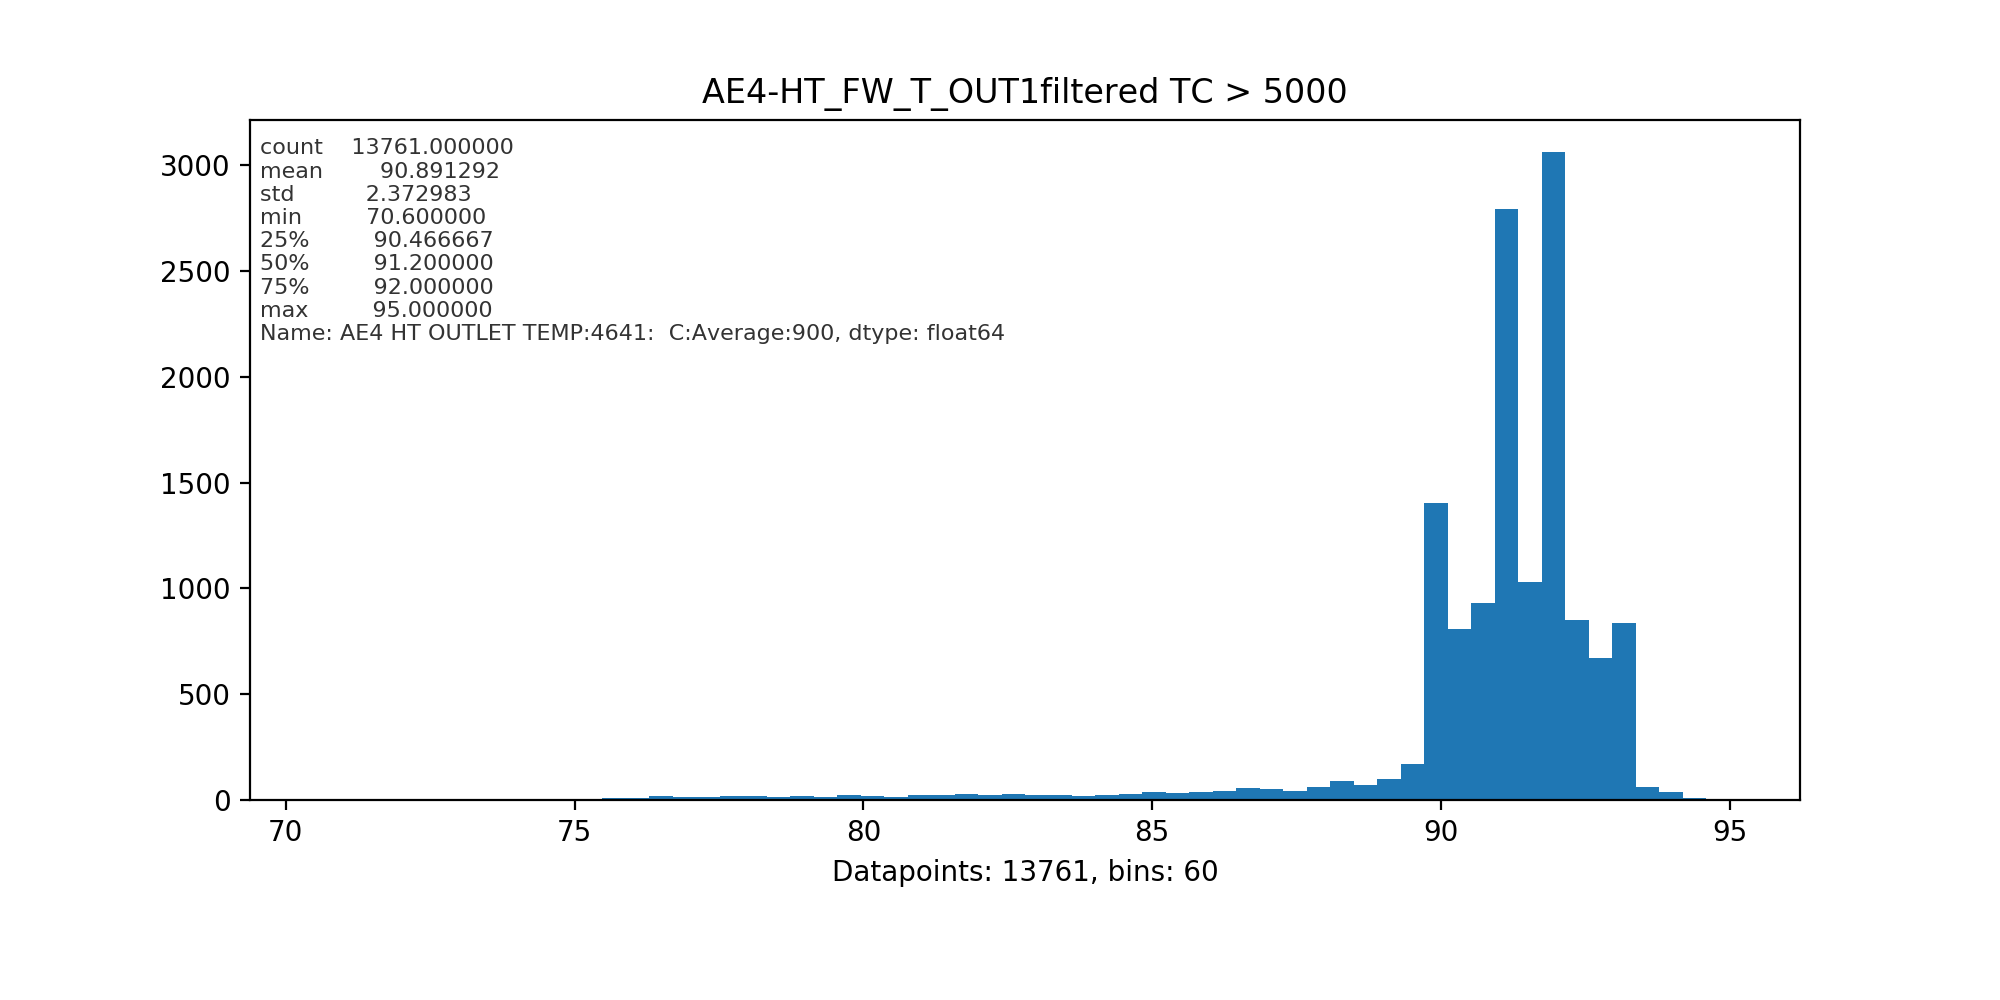 AE4-HT_FW_T_OUT1filtered TC > 5000
count 13761.000000
mean 90.891292
std 2.372983
min 70.600000
25% 90.466667
50% 91.200000
75% 92.000000
max 95.000000
Name: AE4 HT OUTLET TEMP:4641:  C:Average:900, dtype: float64
3000
2500
2000
1500
1000
500
0
70 75 80 85 90 95
Datapoints: 13761, bins: 60